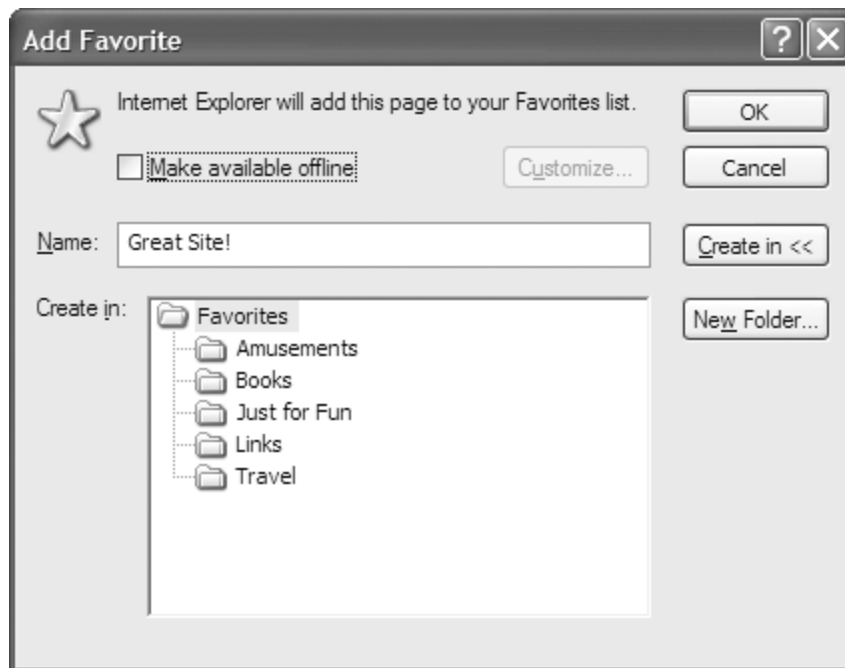 Add Favorite
Internet Explorer will add this page to your Favorites list.
OK
Make available offline
Customize...
Cancel
Name:
Great Site!
Create in <<
Create in:
Favorites
New Folder...
Amusements
Books
Just for Fun
Links
Travel